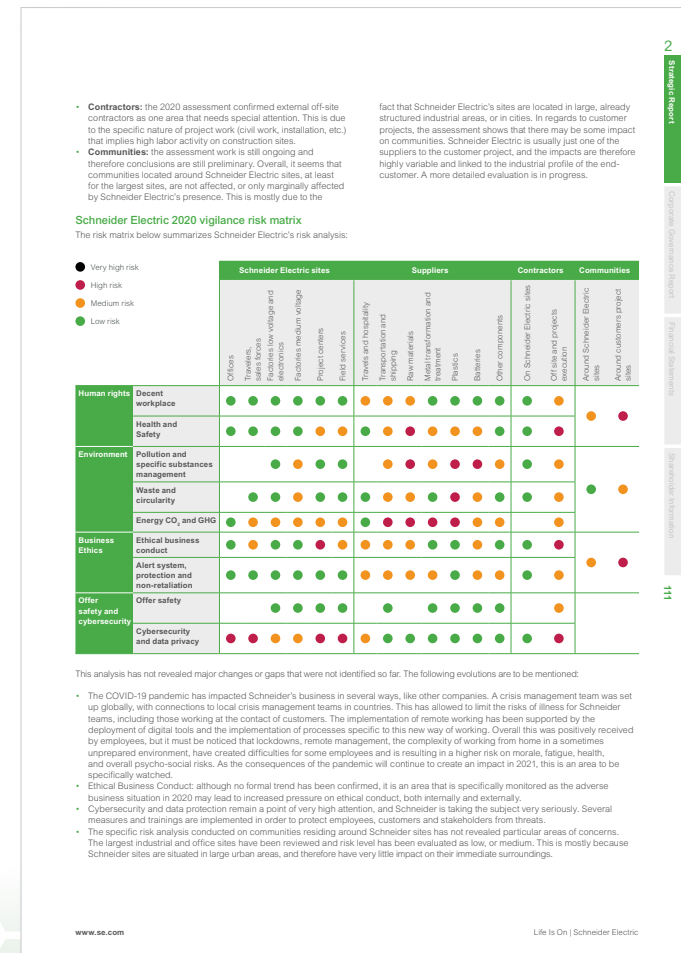 2
Strategic Report
Corporate Governance Report
Financial Statements
Shareholder Information
111
• Contractors: the 2020 assessment confirmed external off-site
contractors as one area that needs special attention. This is due
to the specific nature of project work (civil work, installation, etc.)
that implies high labor activity on construction sites.
• Communities: the assessment work is still ongoing and
therefore conclusions are still preliminary. Overall, it seems that
communities located around Schneider Electric sites, at least
for the largest sites, are not affected, or only marginally affected
by Schneider Electric's presence. This is mostly due to the
fact that Schneider Electric's sites are located in large, already
structured industrial areas, or in cities. In regards to customer
projects, the assessment shows that there may be some impact
on communities. Schneider Electric is usually just one of the
suppliers to the customer project, and the impacts are therefore
highly variable and linked to the industrial profile of the end-
customer. A more detailed evaluation is in progress.
Schneider Electric 2020 vigilance risk matrix
The risk matrix below summarizes Schneider Electric's risk analysis:
Very high risk
High risk
Medium risk
Low risk
Schneider Electric sites
Suppliers
Contractors
Communities
Offices
Travelers,
sales forces
Factories low voltage and
electronics
Factories medium voltage
Project centers
Field services
Travels and hospitality
Transportation and
shipping
Raw materials
Metal transformation and
treatment
Plastics
Batteries
Other components
On Schneider Electric sites
Off site and projects
execution
Around Schneider Electric
sites
Around customers project
sites
Human rights
Decent
workplace
Health and
Safety
Environment
Pollution and
specific substances
management
Waste and
circularity
Energy CO2 and GHG
Business
Ethics
Ethical business
conduct
Alert system,
protection and
non-retaliation
Offer
safety and
cybersecurity
Offer safety
Cybersecurity
and data privacy
This analysis has not revealed major changes or gaps that were not identified so far. The following evolutions are to be mentioned:
• The COVID-19 pandemic has impacted Schneider's business in several ways, like other companies. A crisis management team was set
up globally, with connections to local crisis management teams in countries. This has allowed to limit the risks of illness for Schneider
teams, including those working at the contact of customers. The implementation of remote working has been supported by the
deployment of digital tools and the implementation of processes specific to this new way of working. Overall this was positively received
by employees, but it must be noticed that lockdowns, remote management, the complexity of working from home in a sometimes
unprepared environment, have created difficulties for some employees and is resulting in a higher risk on morale, fatigue, health,
and overall psycho-social risks. As the consequences of the pandemic will continue to create an impact in 2021, this is an area to be
specifically watched.
• Ethical Business Conduct: although no formal trend has been confirmed, it is an area that is specifically monitored as the adverse
business situation in 2020 may lead to increased pressure on ethical conduct, both internally and externally.
• Cybersecurity and data protection remain a point of very high attention, and Schneider is taking the subject very seriously. Several
measures and trainings are implemented in order to protect employees, customers and stakeholders from threats.
• The specific risk analysis conducted on communities residing around Schneider sites has not revealed particular areas of concerns.
The largest industrial and office sites have been reviewed and risk level has been evaluated as low, or medium. This is mostly because
Schneider sites are situated in large urban areas, and therefore have very little impact on their immediate surroundings.
www.se.com
Life Is On | Schneider Electric